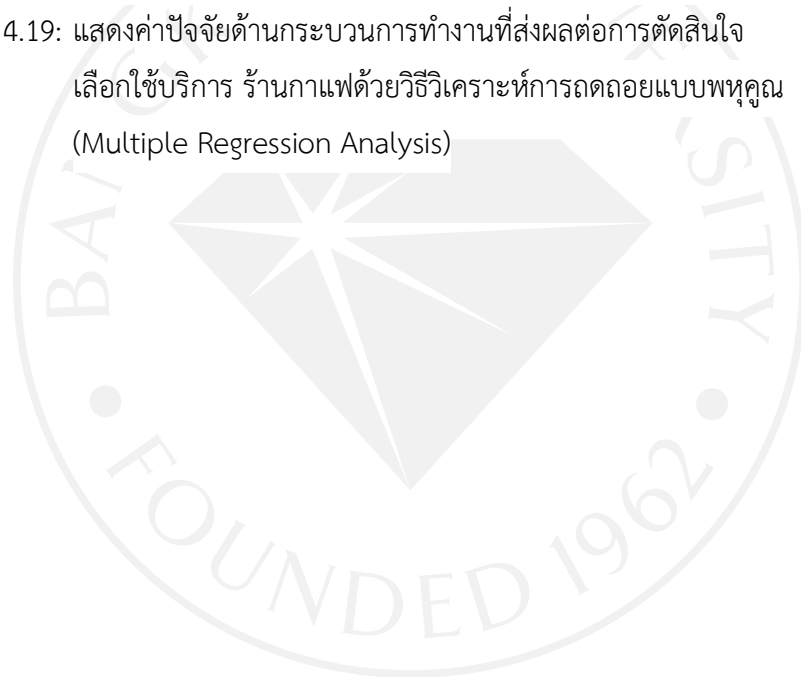 4.19: แสดงค่าปัจจัยด้านกระบวนการทำงานที่ส่งผลต่อการตัดสินใจ
เลือกใช้บริการ ร้านกาแฟด้วยวิธีวิเคราะห์การถดถอยแบบพหุคูณ
(Multiple Regression Analysis)
FOUNDED 1962